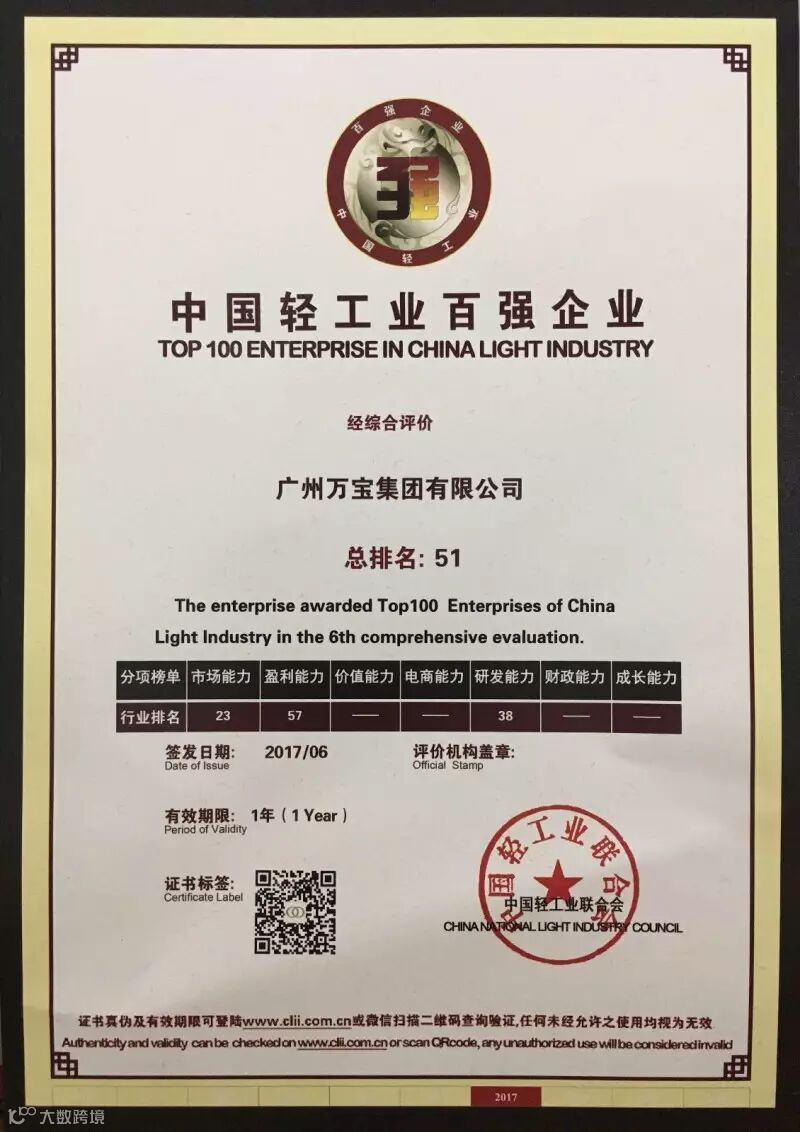 百强企业
中国轻工业
中国轻工业百强企业
TOP 100 ENTERPRISE IN CHINA LIGHT INDUSTRY
经综合评价
广州万宝集团有限公司
总排名: 51
The enterprise awarded Top100 Enterprises of China
Light Industry in the 6th comprehensive evaluation.
分项榜单 市场能力 盈利能力 价值能力 电商能力 研发能力 财政能力 成长能力
行业排名 23 57 —— —— 38 —— ——
签发日期: 2017/06 评价机构盖章:
Date of Issue Official Stamp
有效期限: 1年 ( 1 Year )
Period of Validity
证书标签:
Certificate Label
中国轻工业联合会
中国轻工业联合会
CHINA NATIONAL LIGHT INDUSTRY COUNCIL
证书真伪及有效期限可登陆www.clii.com.cn或微信扫描二维码查询验证,任何未经允许之使用均视为无效
Authenticity and validity can be checked on www.clii.com.cn or scan QRcode, any unauthorized use will be considered invalid
2017
大数跨境